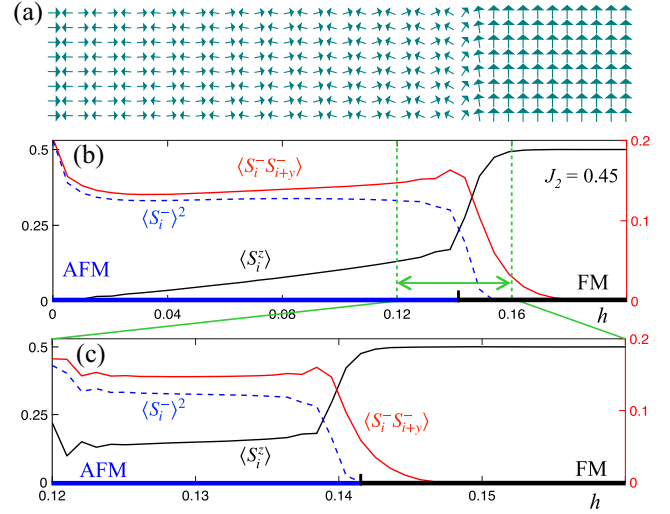 (a)
(b)
0.5
0.25
0
⟨S_i^- S_{i+y}^-⟩
⟨S_i^-⟩²
⟨S_i^z⟩
J₂ = 0.45
0.2
0.1
0
AFM
FM
0 0.04 0.08 0.12 0.16 h
(c)
0.5
0.25
0
⟨S_i^-⟩²
⟨S_i^z⟩
⟨S_i^- S_{i+y}^-⟩
0.2
0.1
0
AFM
FM
0.12 0.13 0.14 0.15 h